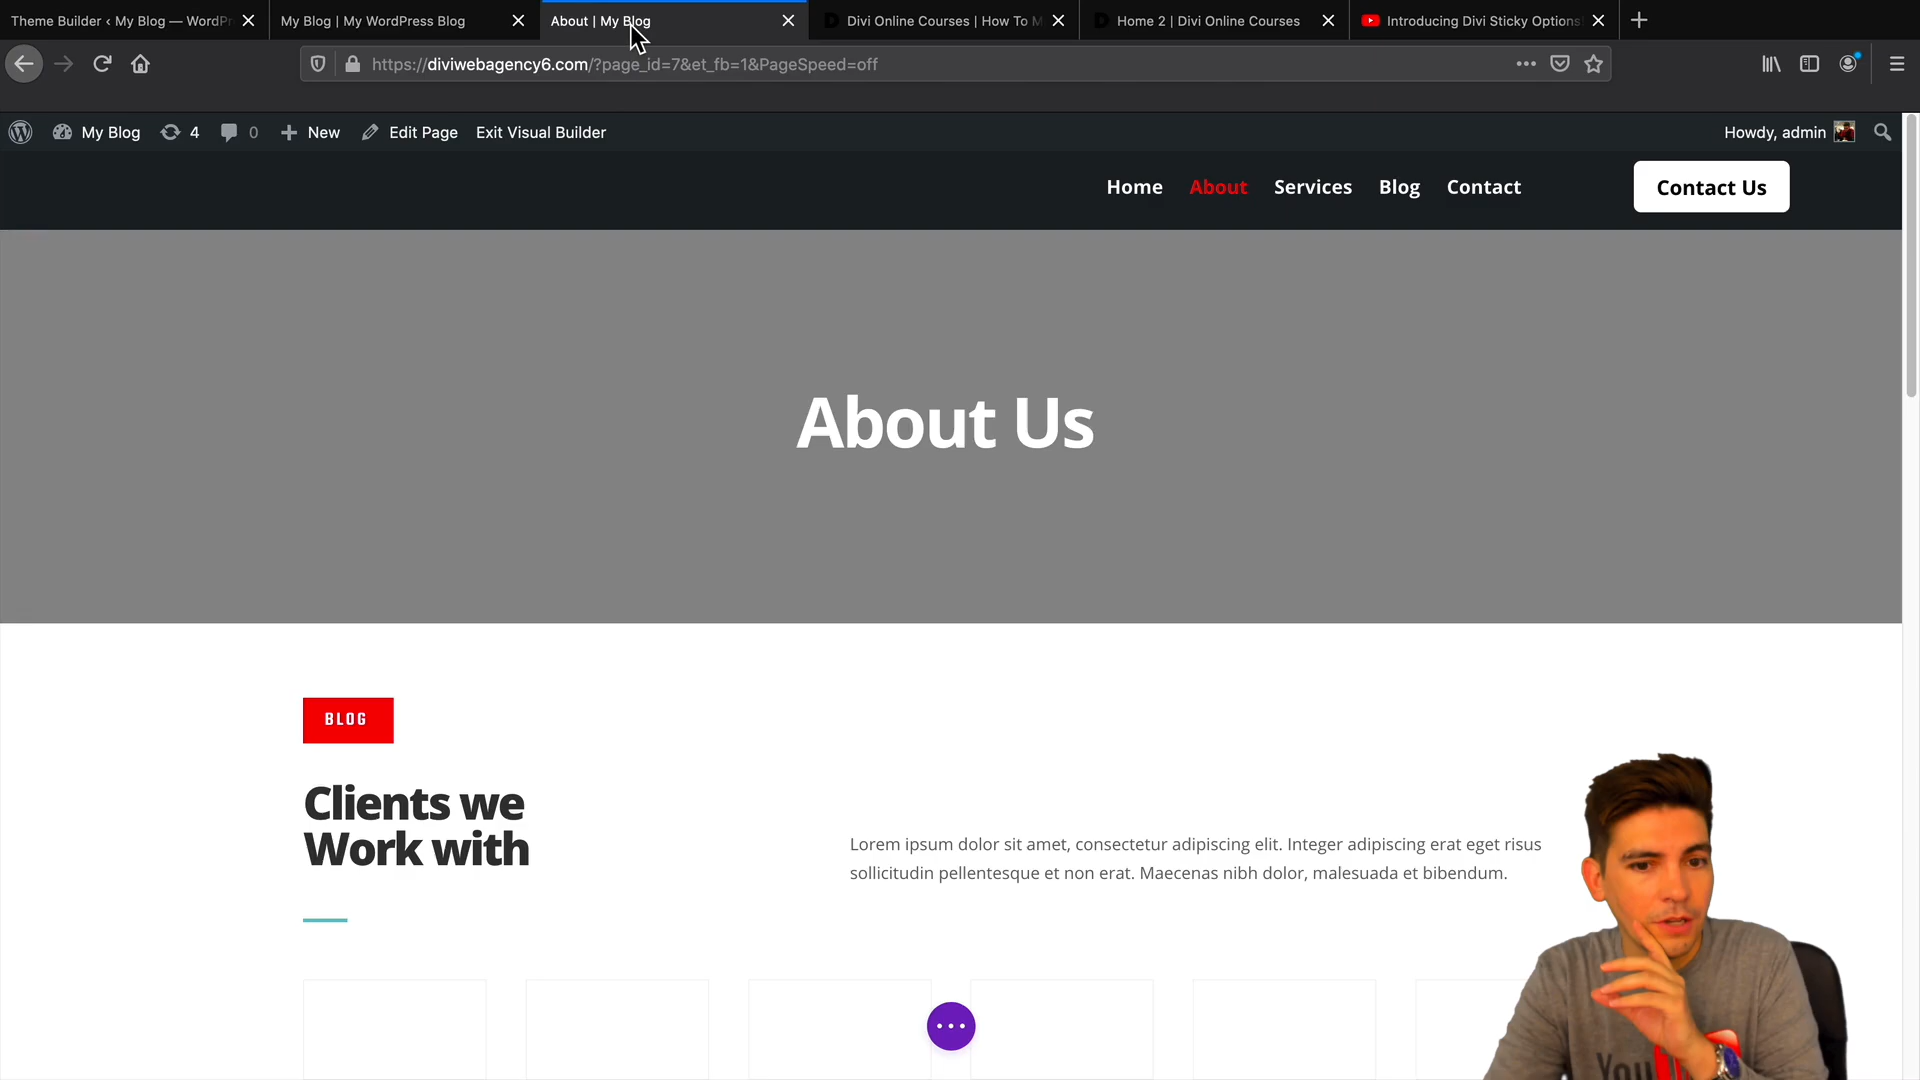 Theme Builder ‹ My Blog — WordPr
My Blog | My WordPress Blog
About | My Blog
Divi Online Courses | How To M
Home 2 | Divi Online Courses
Introducing Divi Sticky Options
https://diviwebagency6.com/?page_id=7&et_fb=1&PageSpeed=off
My Blog 4 0 New Edit Page Exit Visual Builder
Howdy, admin
Home About Services Blog Contact
Contact Us
About Us
BLOG
Clients we
Work with
Lorem ipsum dolor sit amet, consectetur adipiscing elit. Integer adipiscing erat eget risus
sollicitudin pellentesque et non erat. Maecenas nibh dolor, malesuada et bibendum.
You